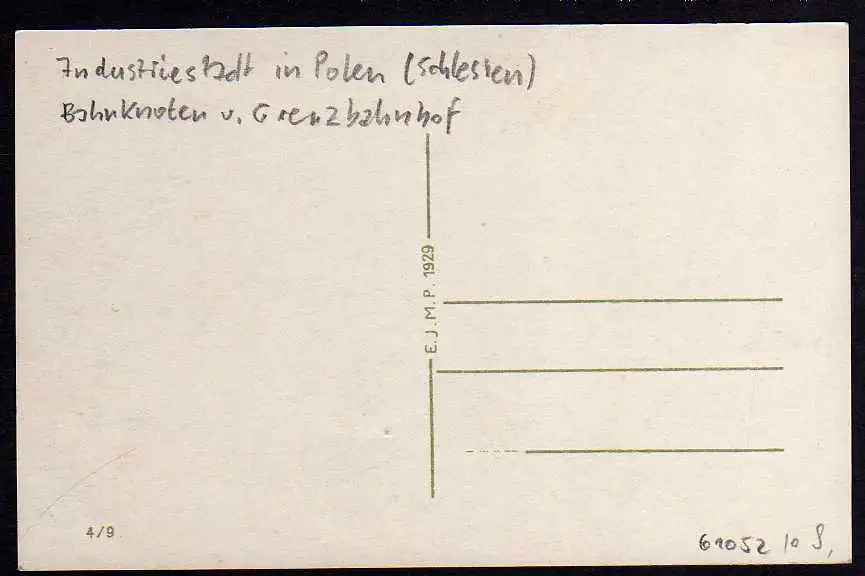 Industriestadt in Polen (Schlesien)
Bahnknoten u. Grenzbahnhof
E.J.M.P. 1929
4/9
61052 10